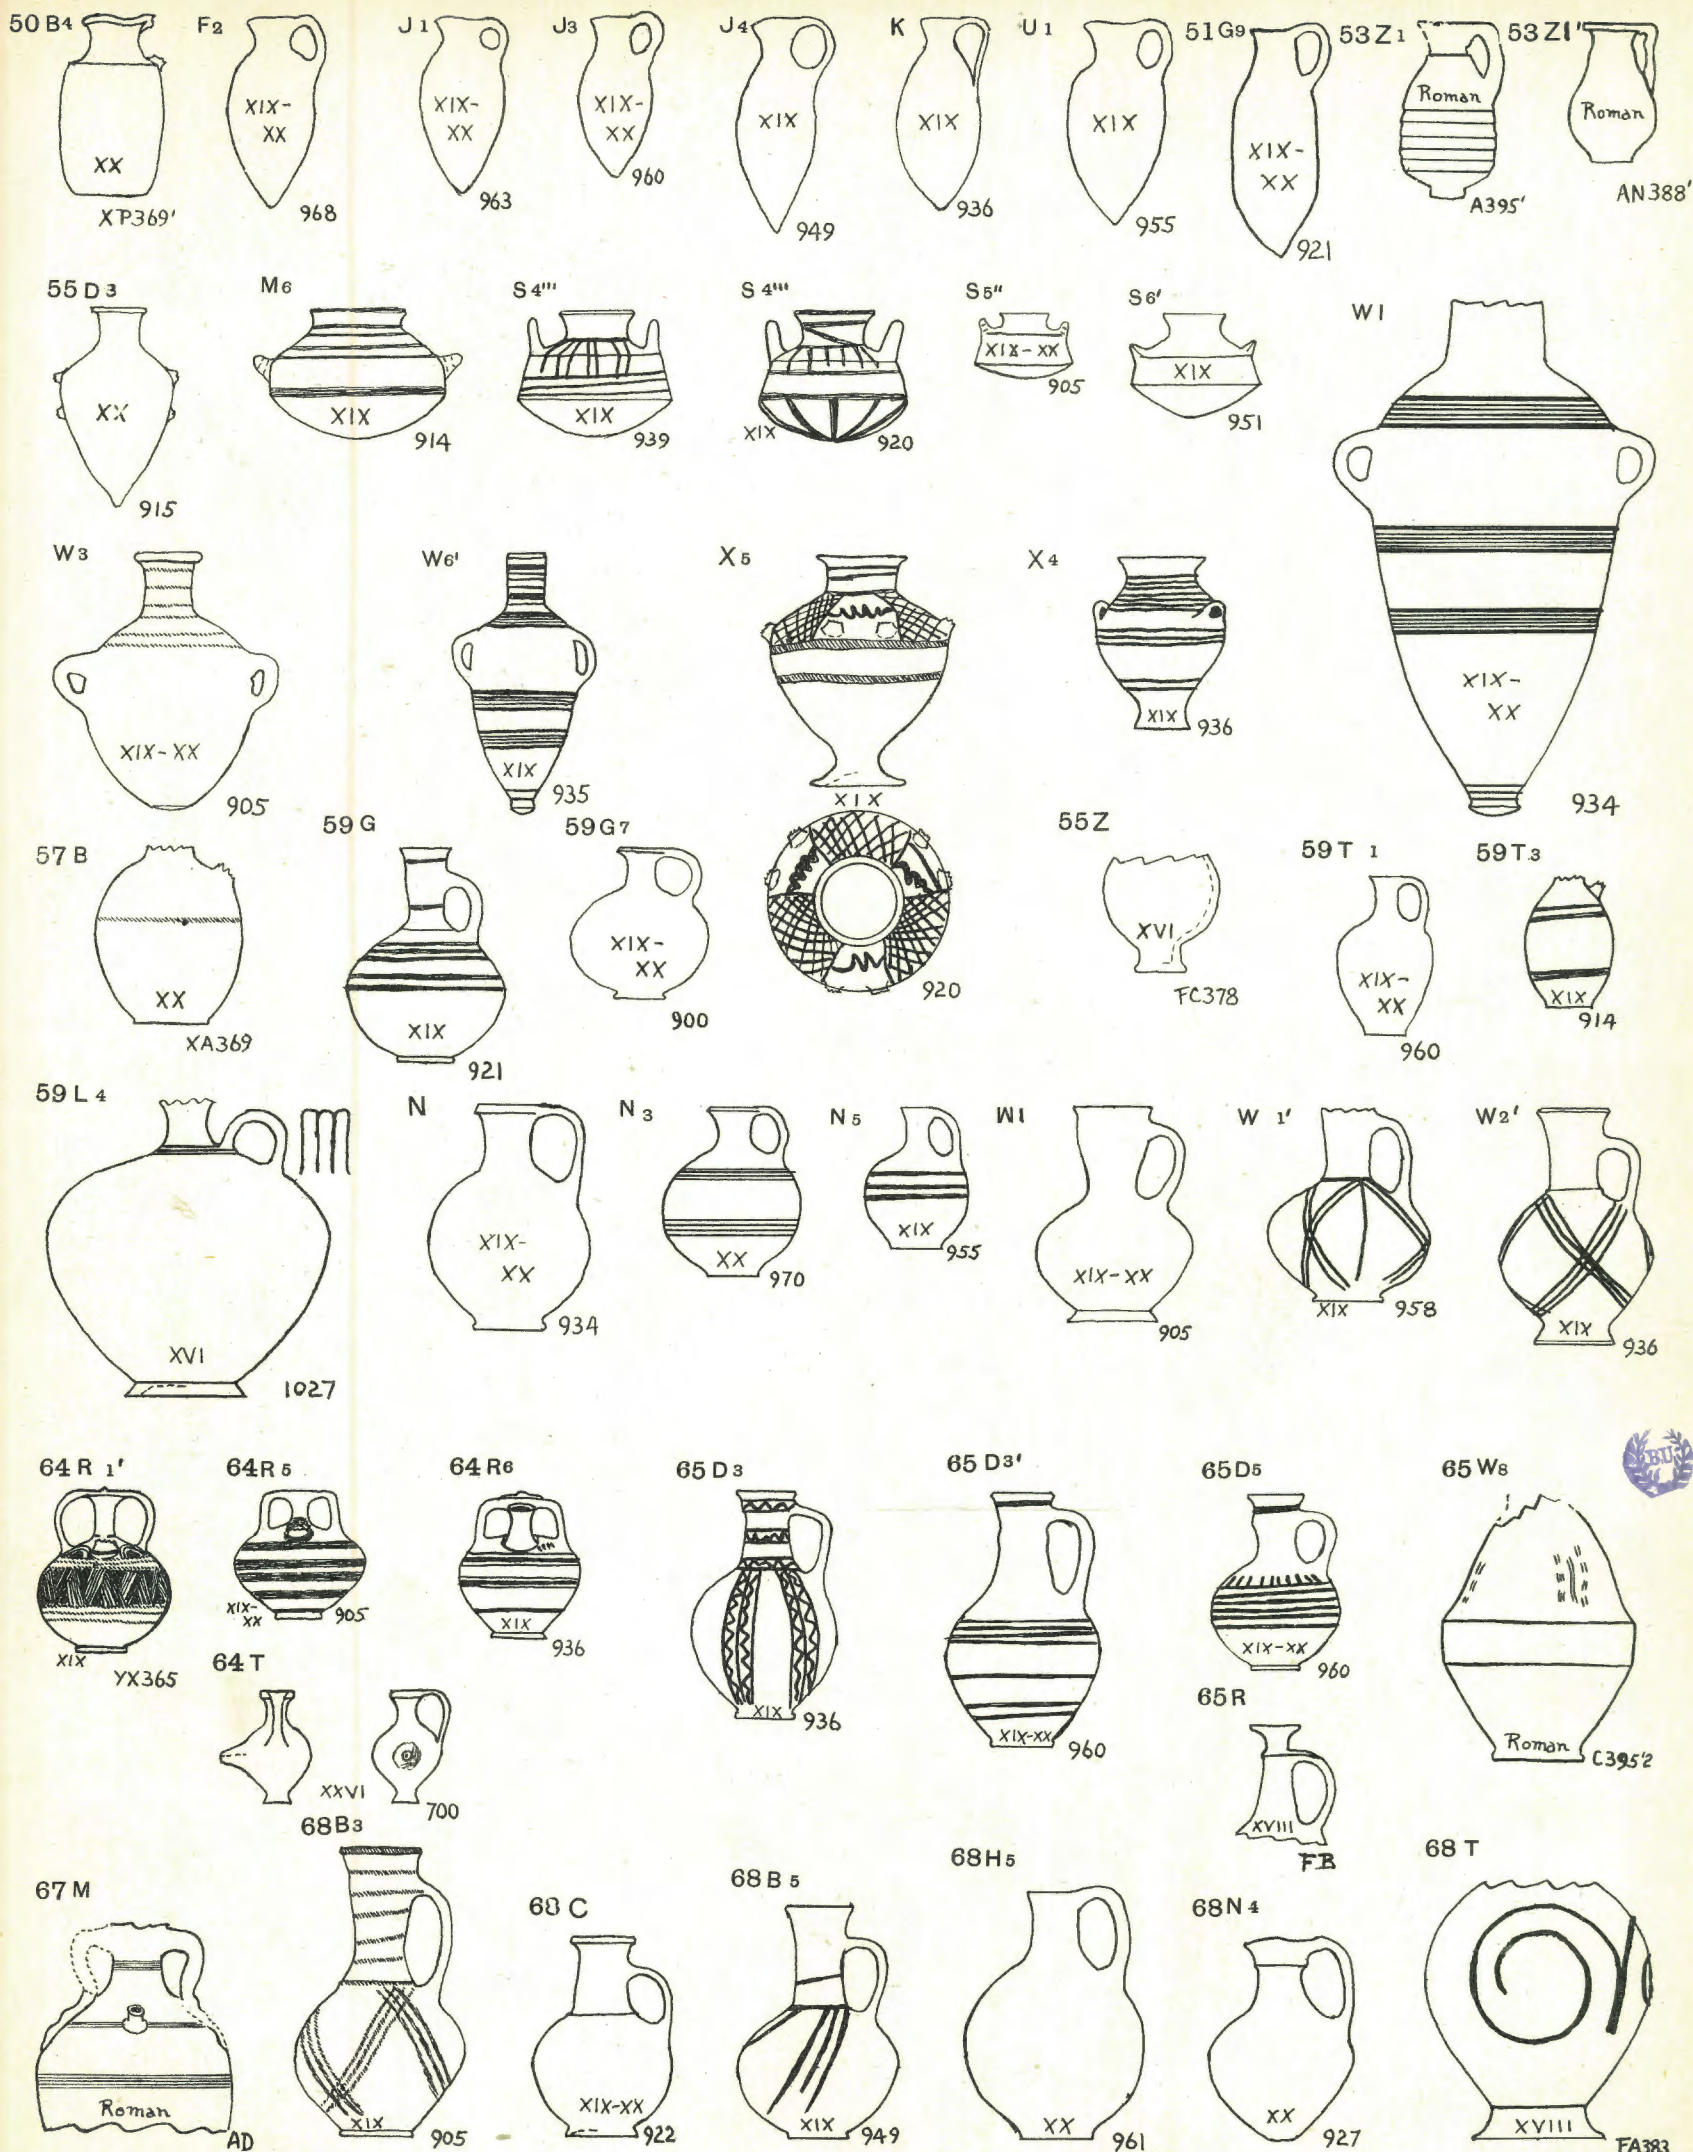 50 B4
F2
J1
J3
J4
K
U1
51 G9
53 Z1
53 Z1'
XX
XIX-
XX
XIX-
XX
XIX-
XX
XIX
XIX
XIX
XIX-
XX
Roman
Roman
XP369'
968
963
960
949
936
955
921
A395'
AN388'
55 D3
M6
S4'''
S4''''
S5''
S6'
W1
XX
XIX
XIX
XIX
XIX-XX
XIX
XIX-
XX
915
914
939
920
905
951
934
W3
W6'
X5
X4
XIX-XX
XIX
XIX
XIX
905
935
920
936
57 B
59 G
59 G7
55 Z
59 T 1
59 T.3
XX
XIX
XIX-
XX
XVI
XIX-
XX
XIX
XA369
921
900
FC378
960
914
59 L 4
N
N3
N5
W1
W 1'
W2'
XVI
XIX-
XX
XX
XIX
XIX-XX
XIX
XIX
1027
934
970
955
905
958
936
64 R 1'
64 R 5
64 R6
65 D3
65 D3'
65 D5
65 W8
BU
XIX
XIX-
XX
XIX
XIX
XIX-XX
XIX-XX
Roman
YX365
905
936
936
960
960
C395'2
64 T
65 R
XXVI
XVIII
700
FB
67 M
68 B3
68 C
68 B 5
68 H5
68 N4
68 T
Roman
XIX
XIX-XX
XIX
XX
XX
XVIII
AD
905
922
949
961
927
FA383